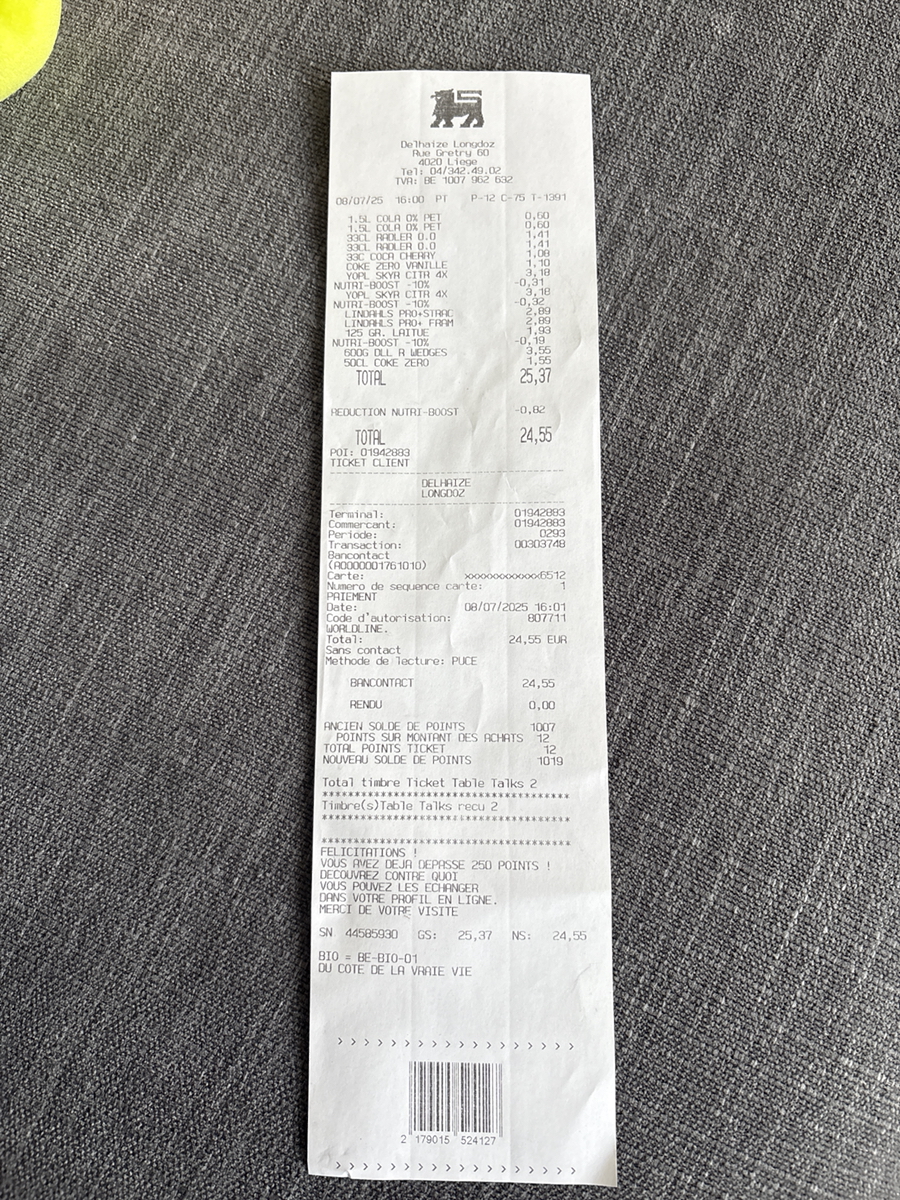 Delhaize Longdoz
Rue Gretry 60
4020 Liege
Tel: 04/342.49.02
TVA: BE 1007 962 632
08/07/25 16:00 PT P-12 C-75 T-1391
1.5L COLA 0% PET 0,60
1.5L COLA 0% PET 0,60
33CL RADLER 0.0 1,41
33CL RADLER 0.0 1,41
33C COCA CHERRY 1,08
COKE ZERO VANILLE 1,10
YOPL SKYR CITR 4X 3,18
NUTRI-BOOST -10% -0,31
YOPL SKYR CITR 4X 3,18
NUTRI-BOOST -10% -0,32
LINDAHLS PRO+STRAC 2,89
LINDAHLS PRO+ FRAM 2,89
125 GR. LAITUE 1,93
NUTRI-BOOST -10% -0,19
600G DLL R WEDGES 3,55
50CL COKE ZERO 1,55
TOTAL 25,37
REDUCTION NUTRI-BOOST -0,82
TOTAL 24,55
POI: 01942883
TICKET CLIENT
DELHAIZE
LONGDOZ
Terminal: 01942883
Commercant: 01942883
Periode: 0293
Transaction: 00303748
Bancontact
(A0000001761010)
Carte: xxxxxxxxxxxx6512
Numero de sequence carte: 1
PAIEMENT
Date: 08/07/2025 16:01
Code d'autorisation: 807711
WORLDLINE.
Total: 24,55 EUR
Sans contact
Methode de lecture: PUCE
BANCONTACT 24,55
RENDU 0,00
ANCIEN SOLDE DE POINTS 1007
POINTS SUR MONTANT DES ACHATS 12
TOTAL POINTS TICKET 12
NOUVEAU SOLDE DE POINTS 1019
Total timbre Ticket Table Talks 2
**************************************
Timbre(s)Table Talks recu 2
**************************************
**************************************
FELICITATIONS !
VOUS AVEZ DEJA DEPASSE 250 POINTS !
DECOUVREZ CONTRE QUOI
VOUS POUVEZ LES ECHANGER
DANS VOTRE PROFIL EN LIGNE.
MERCI DE VOTRE VISITE
SN 44585930 GS: 25,37 NS: 24,55
BIO = BE-BIO-01
DU COTE DE LA VRAIE VIE
> > > > > > > > > > > > > > > > > >
2 179015 524127
> > > > > > > > > > > > > > > > > >